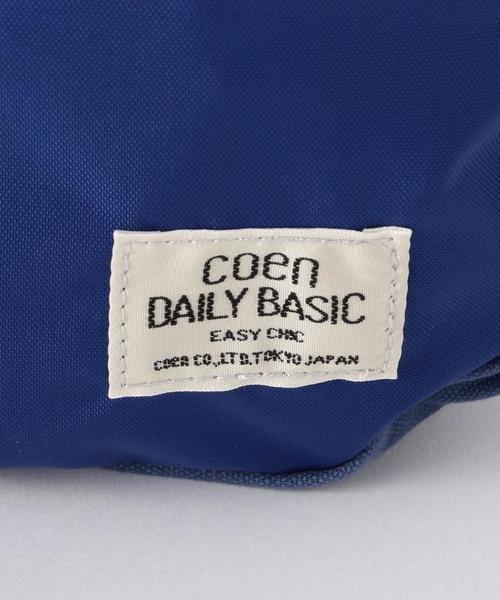 coen
DAILY BASIC
EASY CHIC
COEN CO.,LTD.TOKYO JAPAN